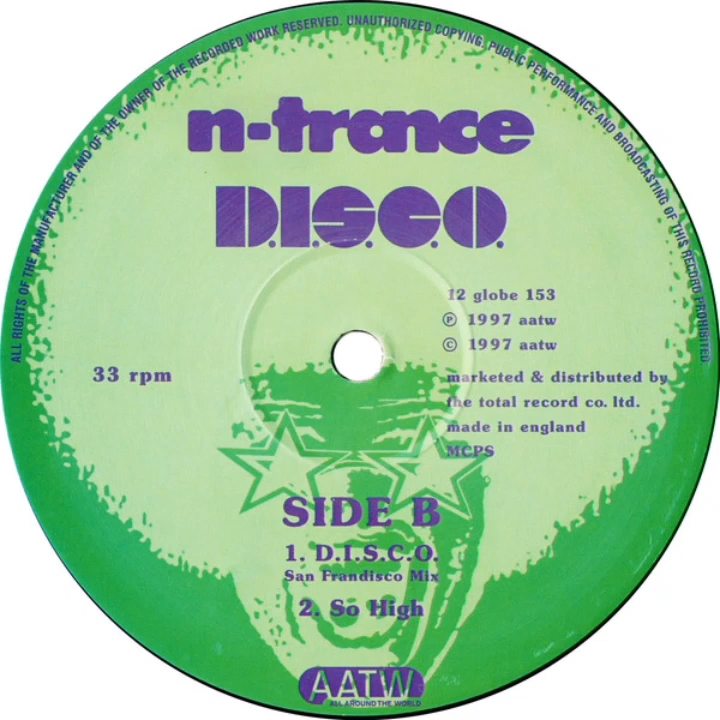 ALL RIGHTS OF THE MANUFACTURER AND OF THE OWNER OF THE RECORDED WORK RESERVED. UNAUTHORIZED COPYING, PUBLIC PERFORMANCE AND BROADCASTING OF THIS RECORD PROHIBITED.
n-trance
D.I.S.C.O.
12 globe 153
℗ 1997 aatw
© 1997 aatw
33 rpm
marketed & distributed by
the total record co. ltd.
made in england
MCPS
SIDE B
1. D.I.S.C.O.
San Frandisco Mix
2. So High
AATW
ALL AROUND THE WORLD